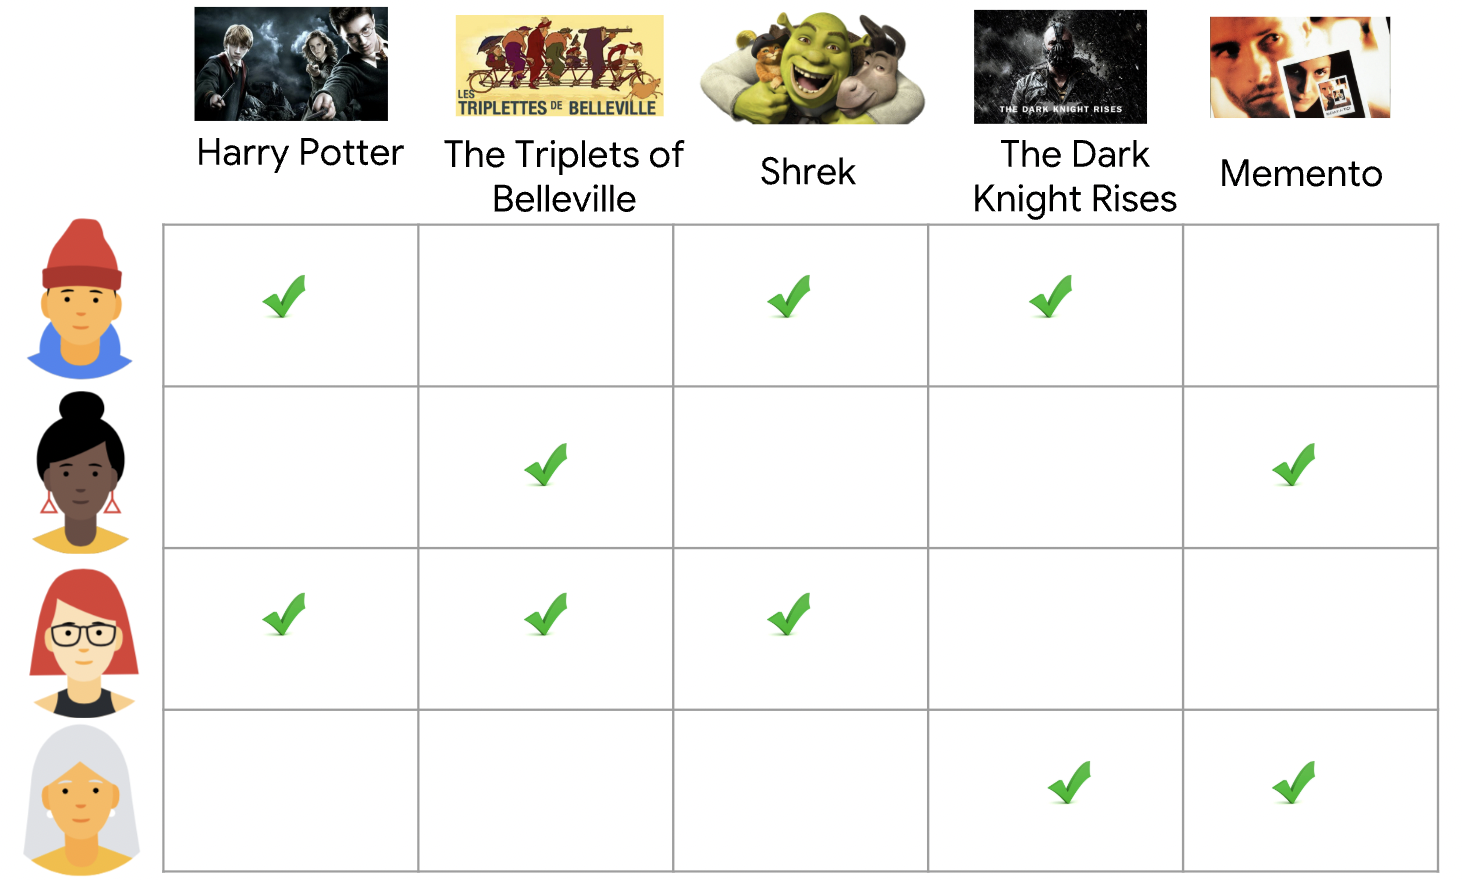 LES
TRIPLETTES DE BELLEVILLE
THE DARK KNIGHT RISES
Harry Potter
The Triplets of
Belleville
Shrek
The Dark
Knight Rises
Memento